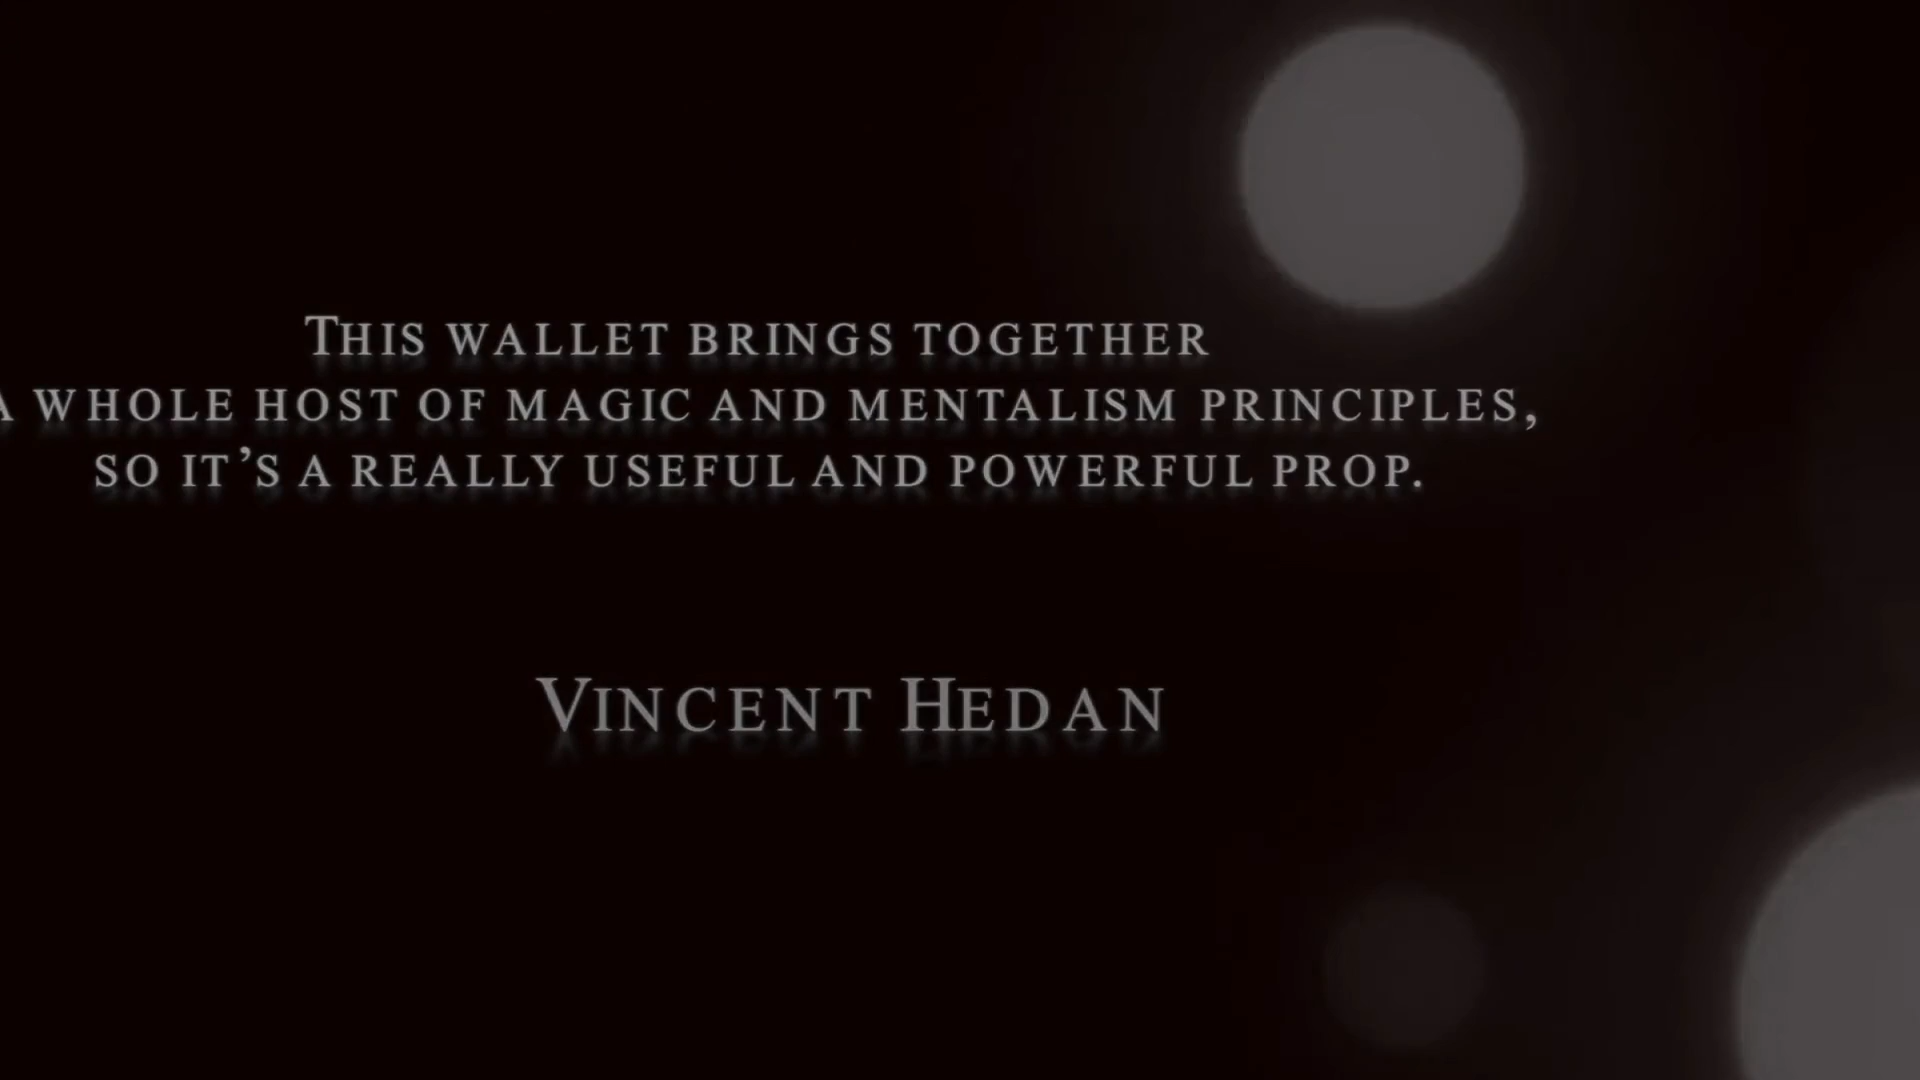 This wallet brings together
A whole host of magic and mentalism principles,
so it’s a really useful and powerful prop.
Vincent Hedan